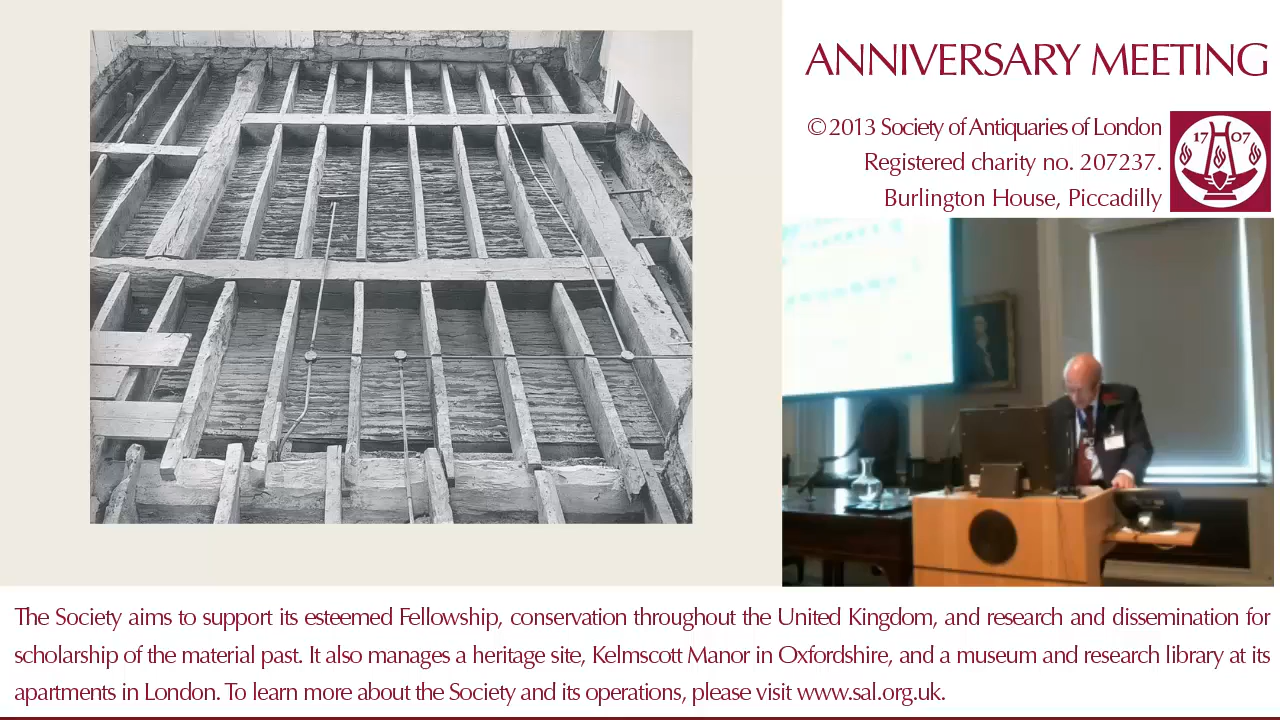 ANNIVERSARY MEETING
© 2013 Society of Antiquaries of London
Registered charity no. 207237.
Burlington House, Piccadilly
17 07
The Society aims to support its esteemed Fellowship, conservation throughout the United Kingdom, and research and dissemination for
scholarship of the material past. It also manages a heritage site, Kelmscott Manor in Oxfordshire, and a museum and research library at its
apartments in London. To learn more about the Society and its operations, please visit www.sal.org.uk.